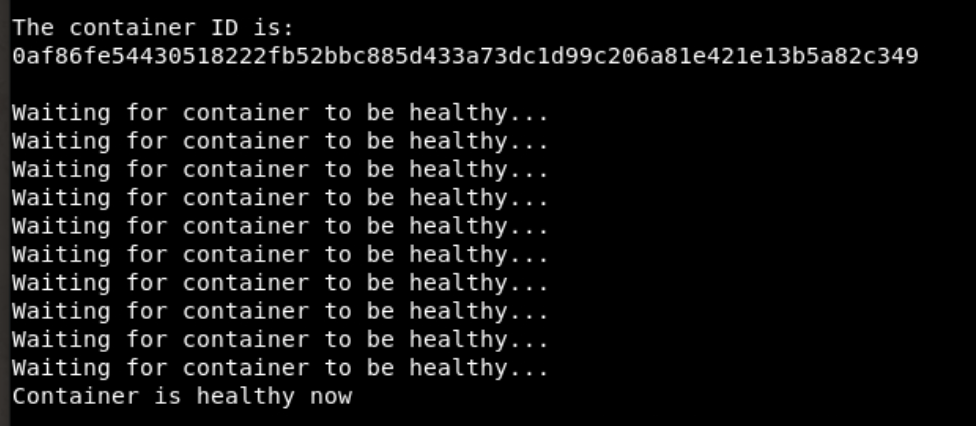 The container ID is:
0af86fe54430518222fb52bbc885d433a73dc1d99c206a81e421e13b5a82c349
Waiting for container to be healthy...
Waiting for container to be healthy...
Waiting for container to be healthy...
Waiting for container to be healthy...
Waiting for container to be healthy...
Waiting for container to be healthy...
Waiting for container to be healthy...
Waiting for container to be healthy...
Waiting for container to be healthy...
Waiting for container to be healthy...
Container is healthy now